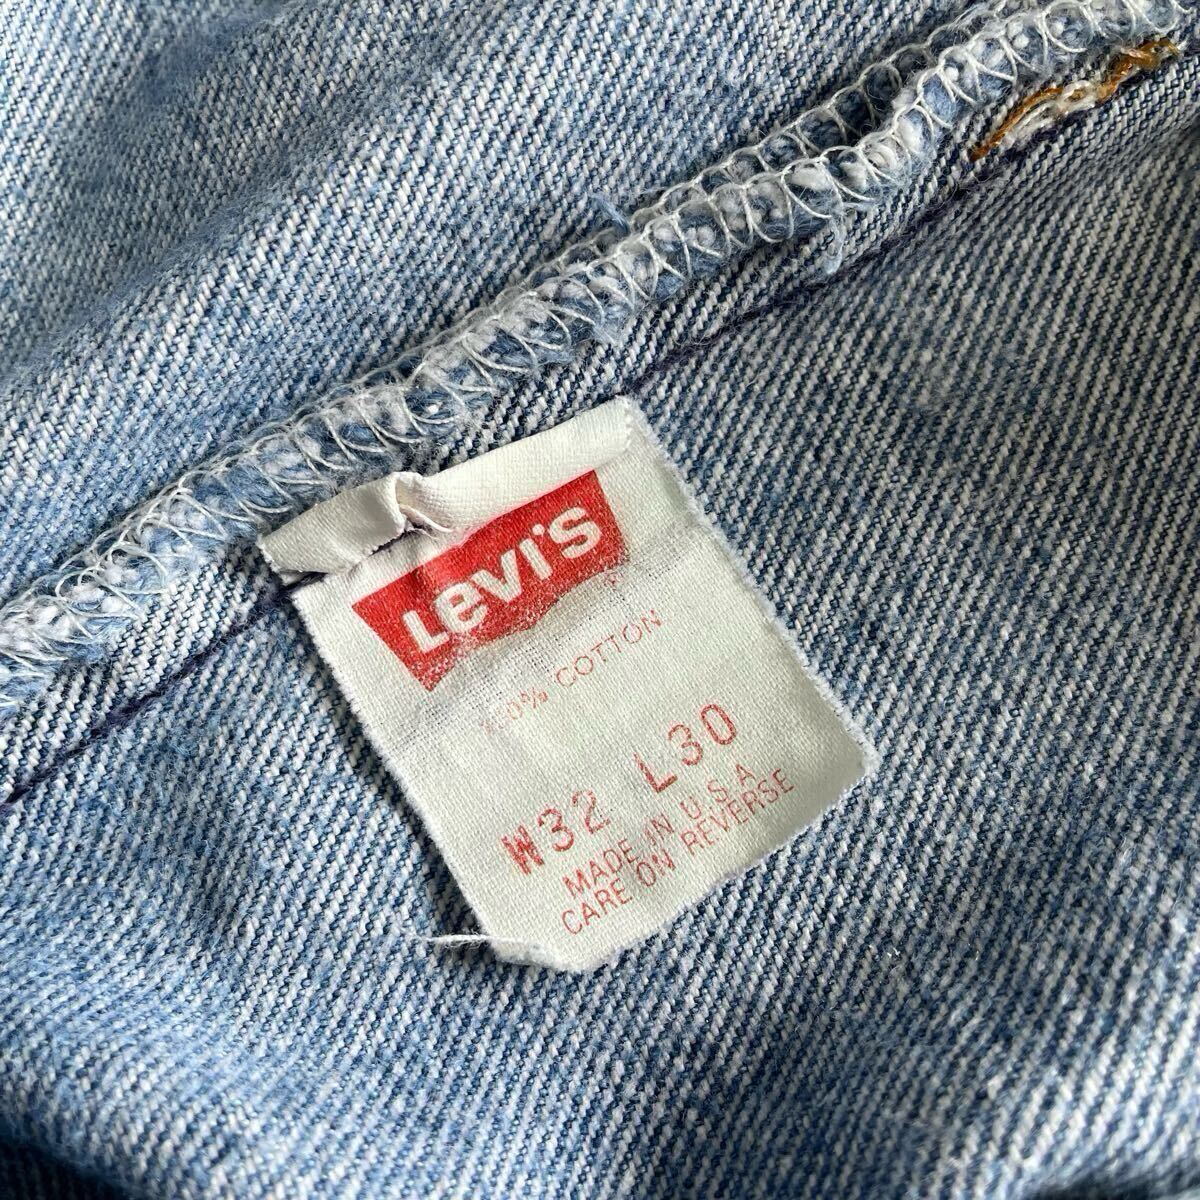 Levi's
100% COTTON
W32 L30
MADE IN U.S.A
CARE ON REVERSE